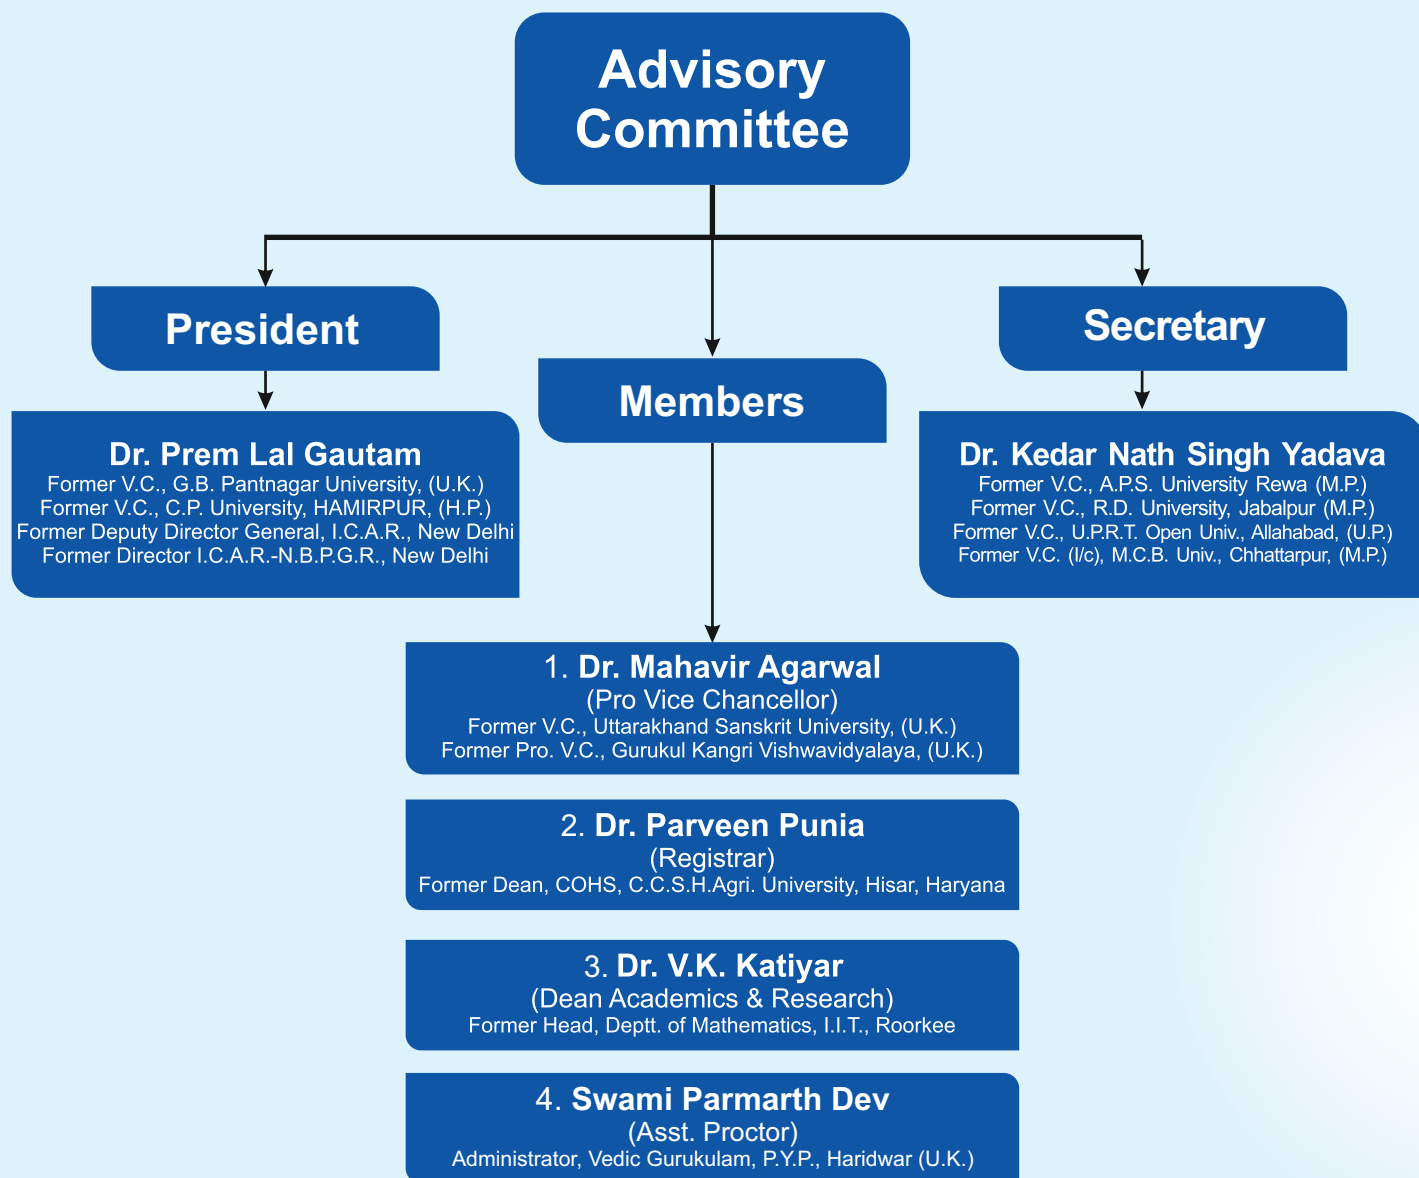 Advisory
Committee
President
Dr. Prem Lal Gautam
Former V.C., G.B. Pantnagar University, (U.K.)
Former V.C., C.P. University, HAMIRPUR, (H.P.)
Former Deputy Director General, I.C.A.R., New Delhi
Former Director I.C.A.R.-N.B.P.G.R., New Delhi
Members
Secretary
Dr. Kedar Nath Singh Yadava
Former V.C., A.P.S. University Rewa (M.P.)
Former V.C., R.D. University, Jabalpur (M.P.)
Former V.C., U.P.R.T. Open Univ., Allahabad, (U.P.)
Former V.C. (I/c), M.C.B. Univ., Chhattarpur, (M.P.)
1. Dr. Mahavir Agarwal
(Pro Vice Chancellor)
Former V.C., Uttarakhand Sanskrit University, (U.K.)
Former Pro. V.C., Gurukul Kangri Vishwavidyalaya, (U.K.)
2. Dr. Parveen Punia
(Registrar)
Former Dean, COHS, C.C.S.H.Agri. University, Hisar, Haryana
3. Dr. V.K. Katiyar
(Dean Academics & Research)
Former Head, Deptt. of Mathematics, I.I.T., Roorkee
4. Swami Parmarth Dev
(Asst. Proctor)
Administrator, Vedic Gurukulam, P.Y.P., Haridwar (U.K.)